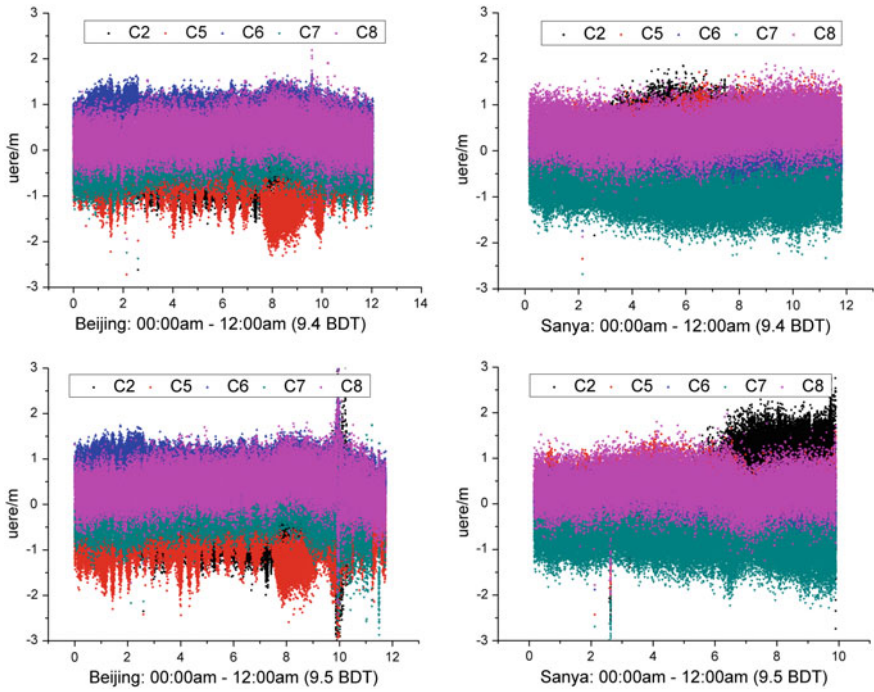 C2 C5 C6 C7 C8
3
2
1
0
-1
-2
-3
uere/m
0 2 4 6 8 10 12 14
Beijing: 00:00am - 12:00am (9.4 BDT)
C2 C5 C6 C7 C8
3
2
1
0
-1
-2
-3
uere/m
0 2 4 6 8 10 12
Sanya: 00:00am - 12:00am (9.4 BDT)
C2 C5 C6 C7 C8
3
2
1
0
-1
-2
-3
uere/m
0 2 4 6 8 10 12
Beijing: 00:00am - 12:00am (9.5 BDT)
C2 C5 C6 C7 C8
3
2
1
0
-1
-2
-3
uere/m
0 2 4 6 8 10
Sanya: 00:00am - 12:00am (9.5 BDT)